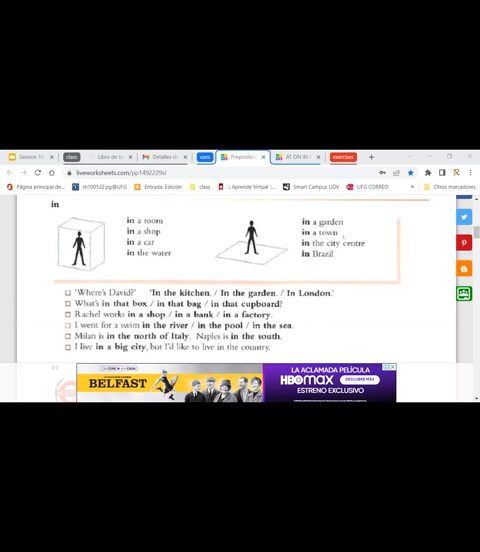 Session 10
class
Libro de te
Detalles de
uses
Preposition
AT ON IN
exercises
liveworksheets.com/pp1492229si
Página principal de...
rb100522.pg@UFG
Entrada: Edición
class
:: Aprende Virtual ::
Smart Campus UDV
UFG CORREO
Otros marcadores
in
in a room
in a shop
in a car
in the water
in a garden
in a town
in the city centre
in Brazil
'Where's David?' 'In the kitchen. / In the garden. / In London.'
What's in that box / in that bag / in that cupboard?
Rachel works in a shop / in a bank / in a factory.
I went for a swim in the river / in the pool / in the sea.
Milan is in the north of Italy. Naples is in the south.
I live in a big city, but I'd like to live in the country.
BELFAST
LA ACLAMADA PELÍCULA
HBOMAX
DESCUBRE MÁS
ESTRENO EXCLUSIVO